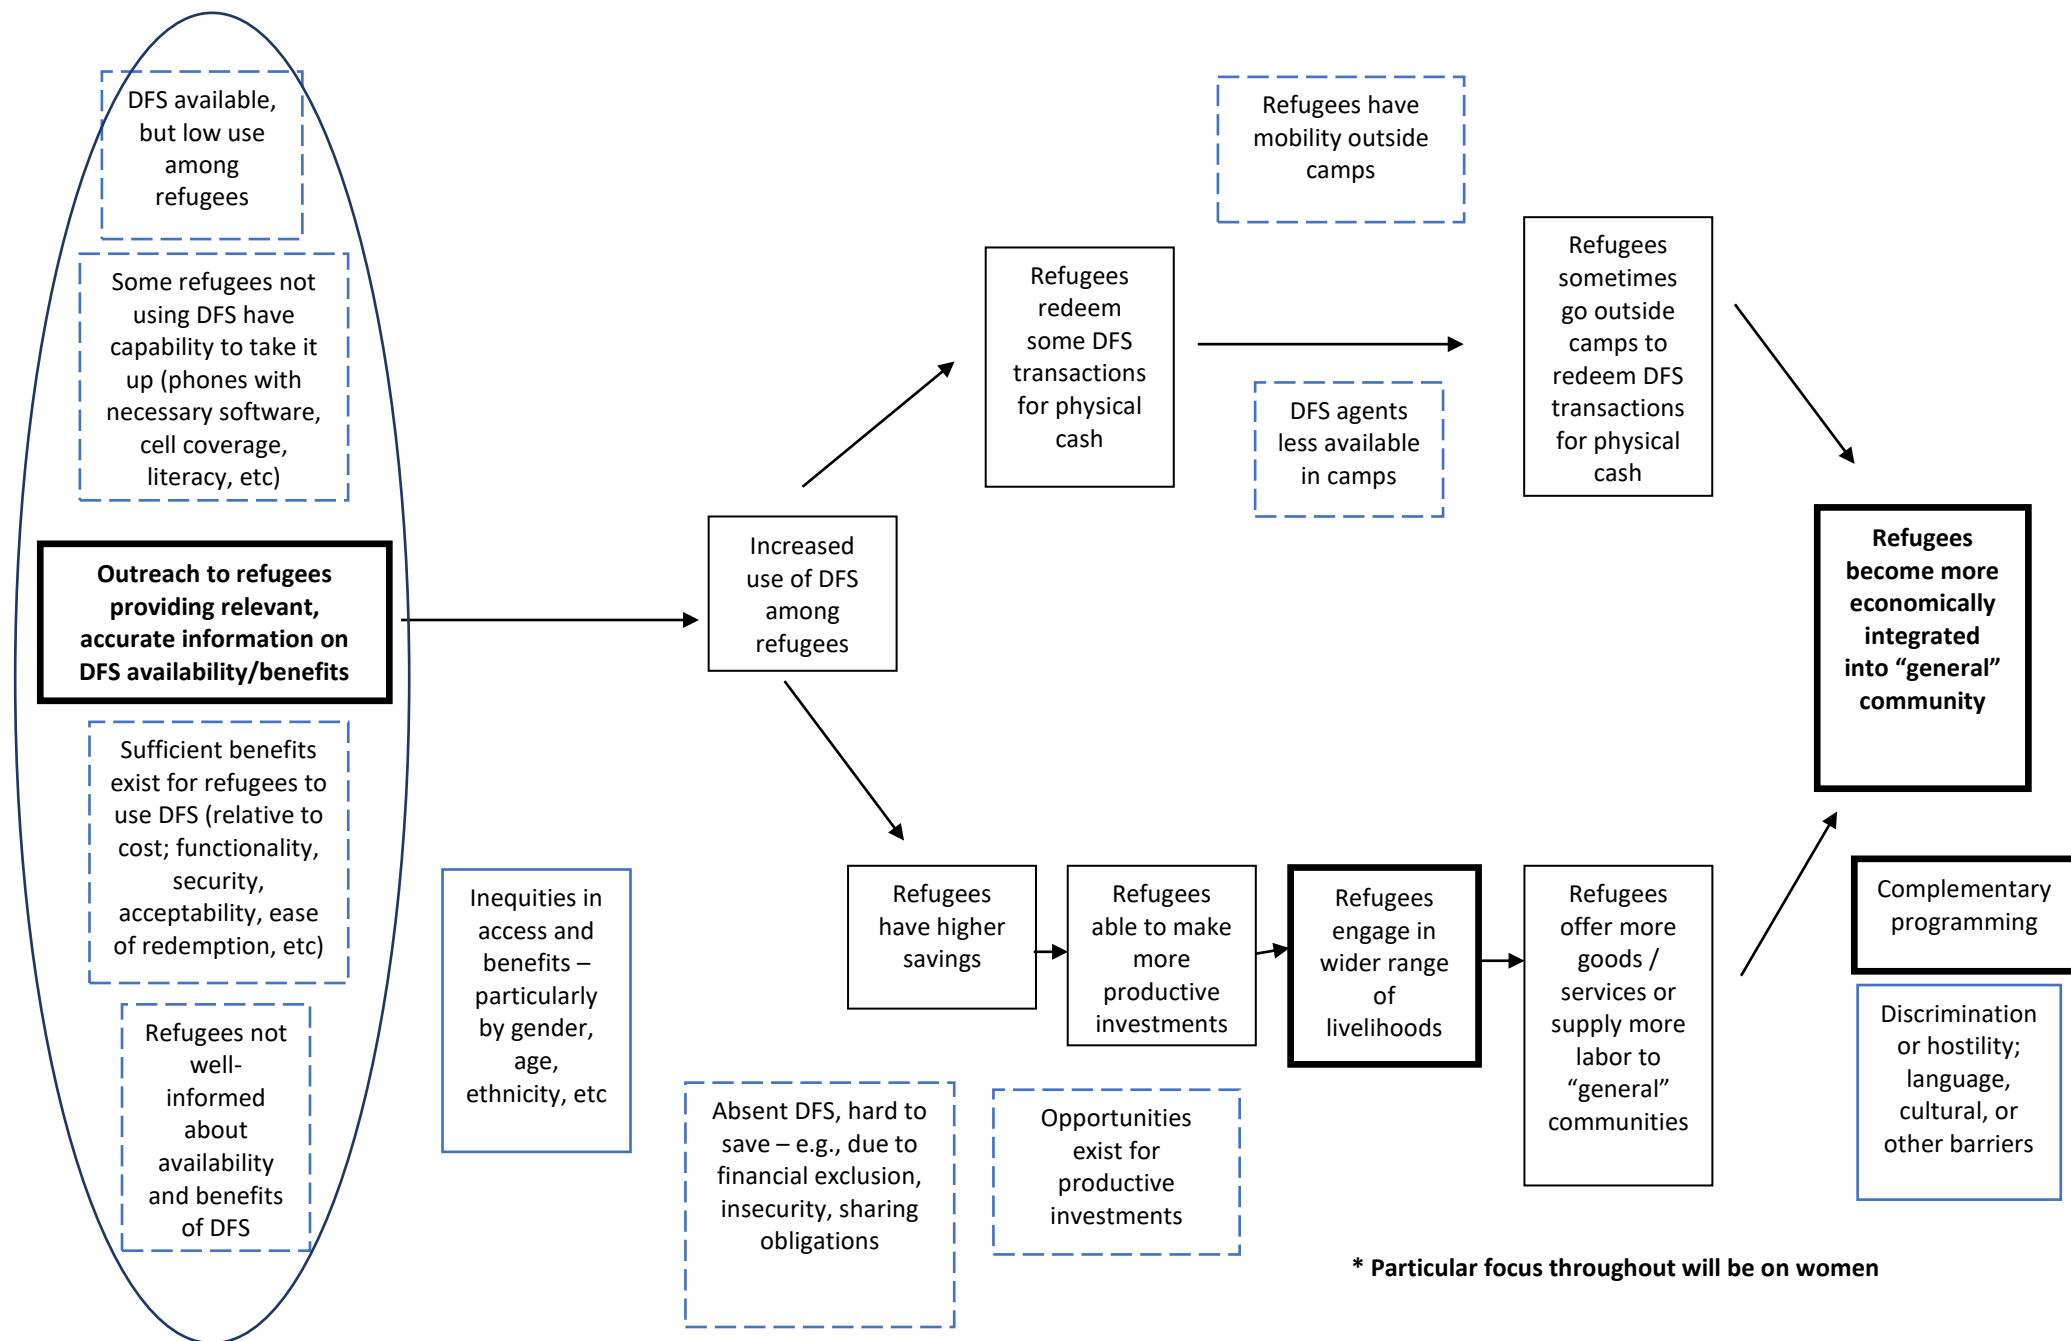 DFS available,
but low use
among
refugees
Some refugees not
using DFS have
capability to take it
up (phones with
necessary software,
cell coverage,
literacy, etc)
Outreach to refugees
providing relevant,
accurate information on
DFS availability/benefits
Sufficient benefits
exist for refugees to
use DFS (relative to
cost; functionality,
security,
acceptability, ease
of redemption, etc)
Refugees not
well-
informed
about
availability
and benefits
of DFS
Inequities in
access and
benefits –
particularly
by gender,
age,
ethnicity, etc
Increased
use of DFS
among
refugees
Refugees
redeem
some DFS
transactions
for physical
cash
Refugees have
mobility outside
camps
DFS agents
less available
in camps
Refugees
sometimes
go outside
camps to
redeem DFS
transactions
for physical
cash
Refugees
become more
economically
integrated
into “general”
community
Refugees
have higher
savings
Refugees
able to make
more
productive
investments
Refugees
engage in
wider range
of
livelihoods
Refugees
offer more
goods /
services or
supply more
labor to
“general”
communities
Complementary
programming
Discrimination
or hostility;
language,
cultural, or
other barriers
Absent DFS, hard to
save – e.g., due to
financial exclusion,
insecurity, sharing
obligations
Opportunities
exist for
productive
investments
* Particular focus throughout will be on women